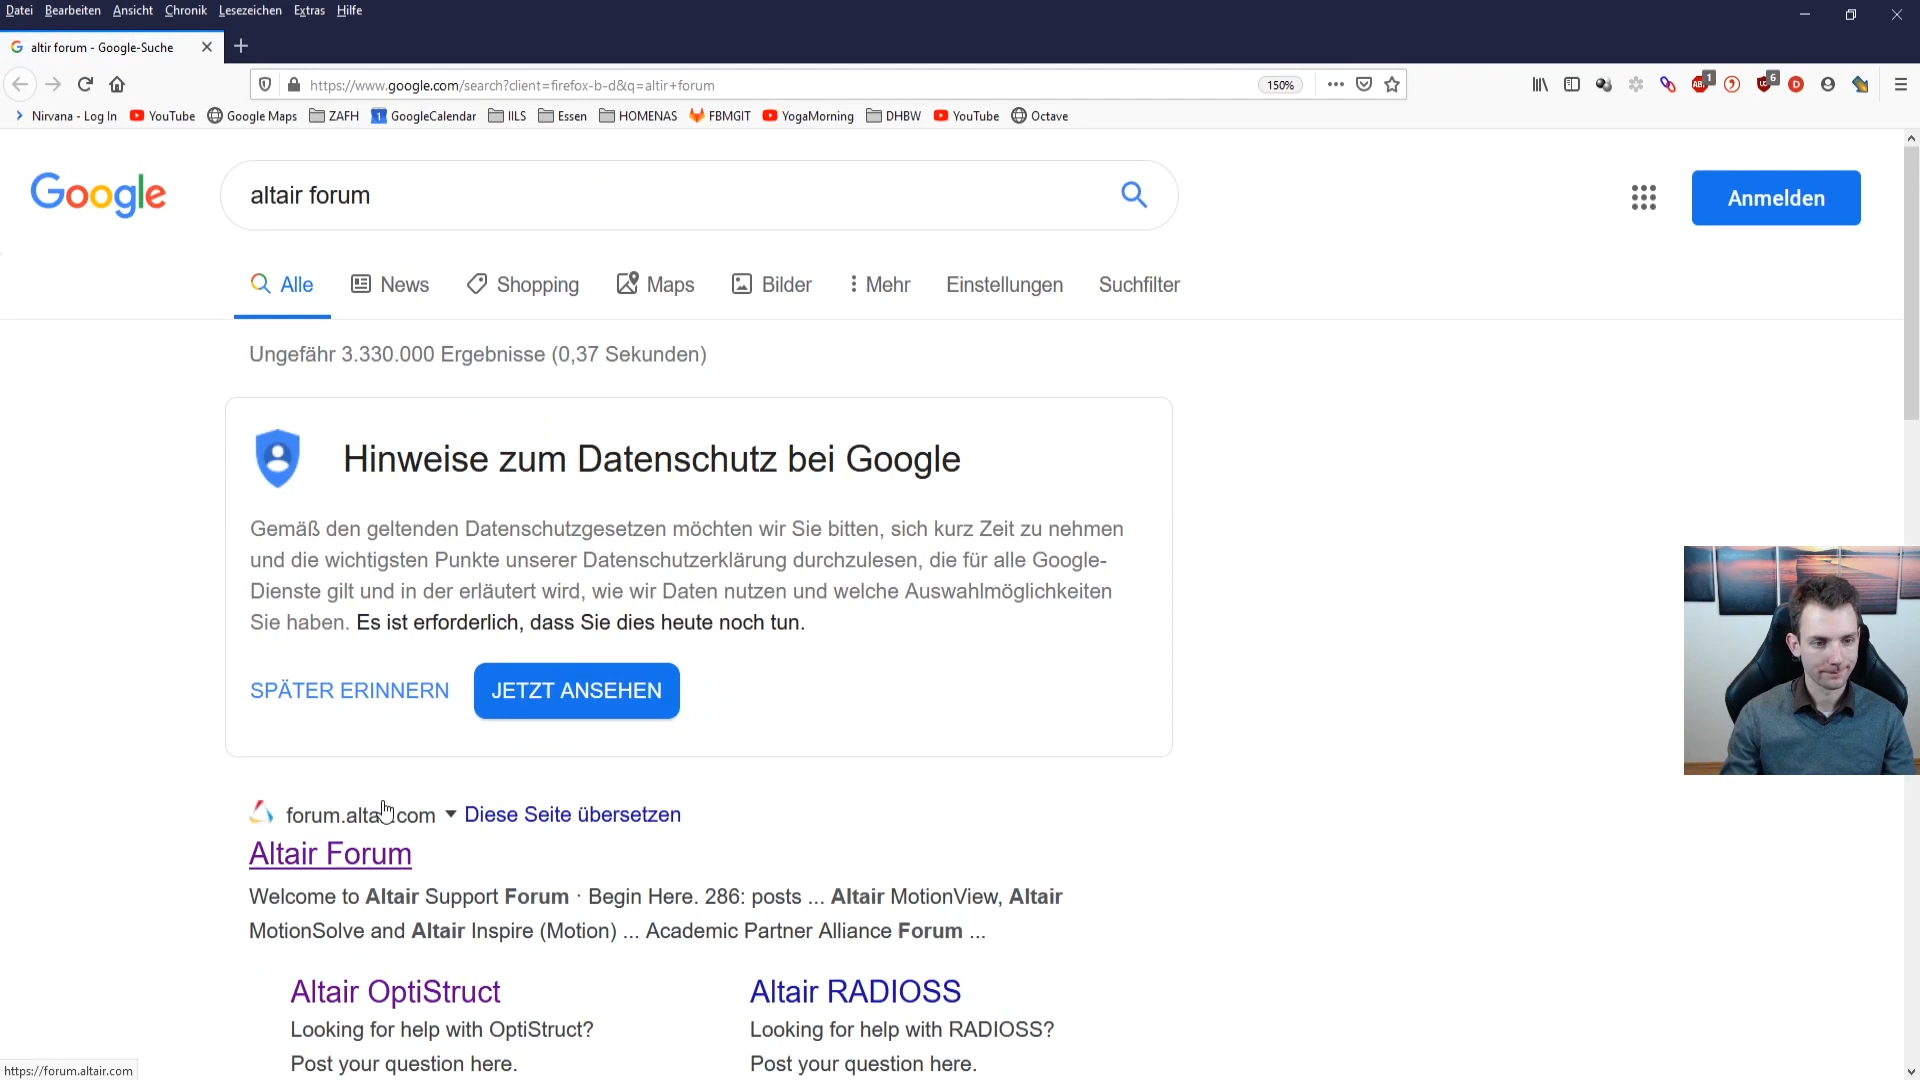 Datei Bearbeiten Ansicht Chronik Lesezeichen Extras Hilfe
altir forum - Google-Suche
https://www.google.com/search?client=firefox-b-d&q=altir+forum 150% 1 6
Nirvana - Log In YouTube Google Maps ZAFH GoogleCalendar IILS Essen HOMENAS FBMGIT YogaMorning DHBW YouTube Octave
Google altair forum Anmelden
Alle News Shopping Maps Bilder Mehr Einstellungen Suchfilter
Ungefähr 3.330.000 Ergebnisse (0,37 Sekunden)
Hinweise zum Datenschutz bei Google
Gemäß den geltenden Datenschutzgesetzen möchten wir Sie bitten, sich kurz Zeit zu nehmen
und die wichtigsten Punkte unserer Datenschutzerklärung durchzulesen, die für alle Google-
Dienste gilt und in der erläutert wird, wie wir Daten nutzen und welche Auswahlmöglichkeiten
Sie haben. Es ist erforderlich, dass Sie dies heute noch tun.
SPÄTER ERINNERN JETZT ANSEHEN
forum.altair.com Diese Seite übersetzen
Altair Forum
Welcome to Altair Support Forum · Begin Here. 286: posts ... Altair MotionView, Altair
MotionSolve and Altair Inspire (Motion) ... Academic Partner Alliance Forum ...
Altair OptiStruct Altair RADIOSS
Looking for help with OptiStruct? Looking for help with RADIOSS?
Post your question here. Post your question here.
https://forum.altair.com